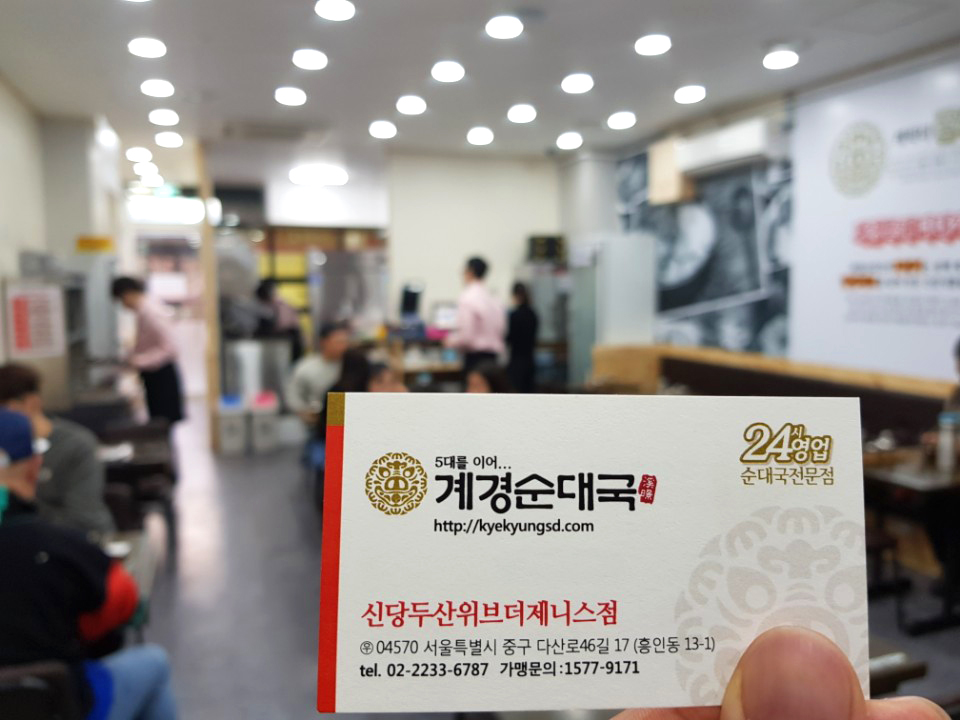 5대를 이어...
계경순대국
http://kyekyungsd.com
24시영업
순대국전문점
신당두산위브더제니스점
㉾ 04570 서울특별시 중구 다산로46길 17 (흥인동 13-1)
tel. 02-2233-6787 가맹문의:1577-9171